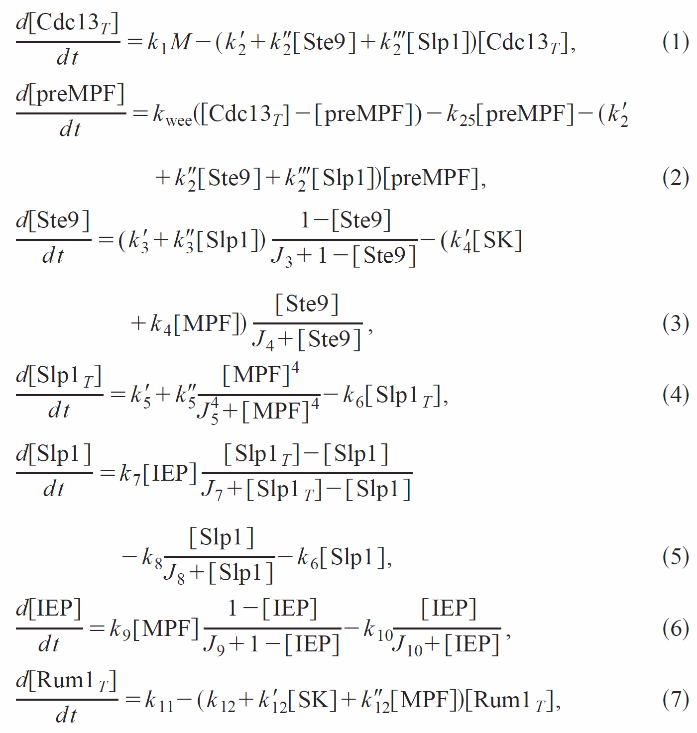 d[Cdc13_T]/dt = k_1 M − (k′_2 + k″_2[Ste9] + k‴_2[Slp1])[Cdc13_T], (1)
d[preMPF]/dt = k_wee([Cdc13_T] − [preMPF]) − k_25[preMPF] − (k′_2
+ k″_2[Ste9] + k‴_2[Slp1])[preMPF], (2)
d[Ste9]/dt = (k′_3 + k″_3[Slp1]) (1 − [Ste9])/(J_3 + 1 − [Ste9]) − (k′_4[SK]
+ k_4[MPF]) [Ste9]/(J_4 + [Ste9]), (3)
d[Slp1_T]/dt = k′_5 + k″_5 [MPF]^4/(J_5^4 + [MPF]^4) − k_6[Slp1_T], (4)
d[Slp1]/dt = k_7[IEP] ([Slp1_T] − [Slp1])/(J_7 + [Slp1_T] − [Slp1])
− k_8 [Slp1]/(J_8 + [Slp1]) − k_6[Slp1], (5)
d[IEP]/dt = k_9[MPF] (1 − [IEP])/(J_9 + 1 − [IEP]) − k_10 [IEP]/(J_10 + [IEP]), (6)
d[Rum1_T]/dt = k_11 − (k_12 + k′_12[SK] + k″_12[MPF])[Rum1_T], (7)